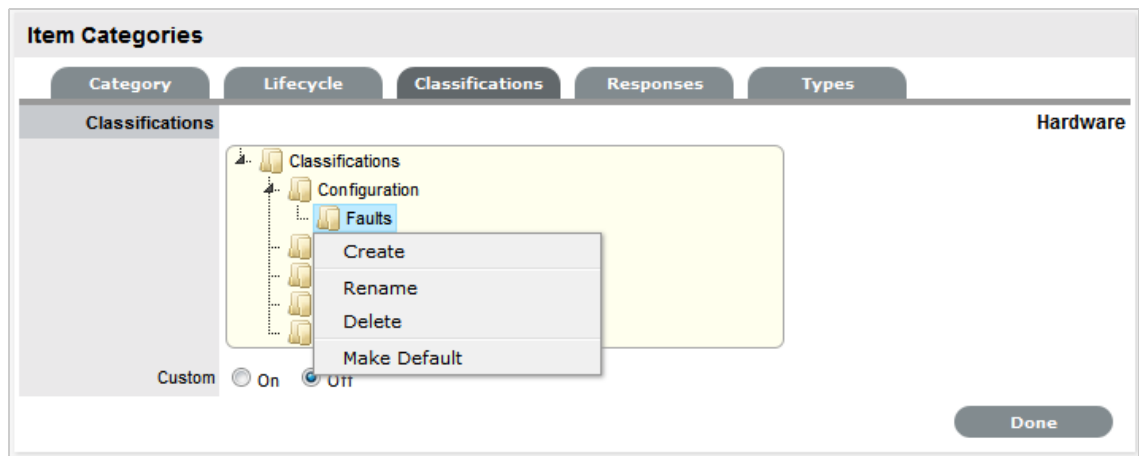 Item Categories
Category Lifecycle Classifications Responses Types
Classifications Hardware
Classifications
Configuration
Faults
Create
Rename
Delete
Make Default
Custom On Off
Done